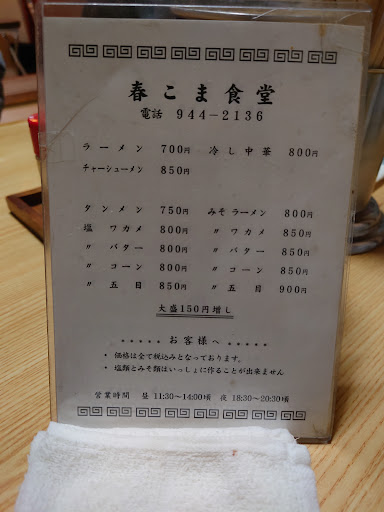 春こま食堂
電話 944-2136
ラーメン 700円 冷し中華 800円
チャーシューメン 850円
タンメン 750円 みそラーメン 800円
塩 ワカメ 800円 〃 ワカメ 850円
〃 バター 800円 〃 バター 850円
〃 コーン 800円 〃 コーン 850円
〃 五目 850円 〃 五目 900円
大盛150円増し
・・・・・ お客様へ ・・・・・
・ 価格は全て税込みとなっております。
・ 塩類とみそ類はいっしょに作ることが出来ません
営業時間 昼 11:30～14:00頃 夜 18:30～20:30頃